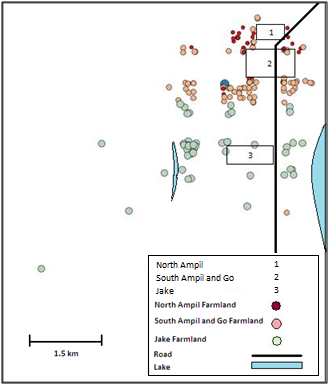 1
2
3
North Ampil 1
South Ampil and Go 2
Jake 3
North Ampil Farmland
South Ampil and Go Farmland
Jake Farmland
Road
Lake
1.5 km